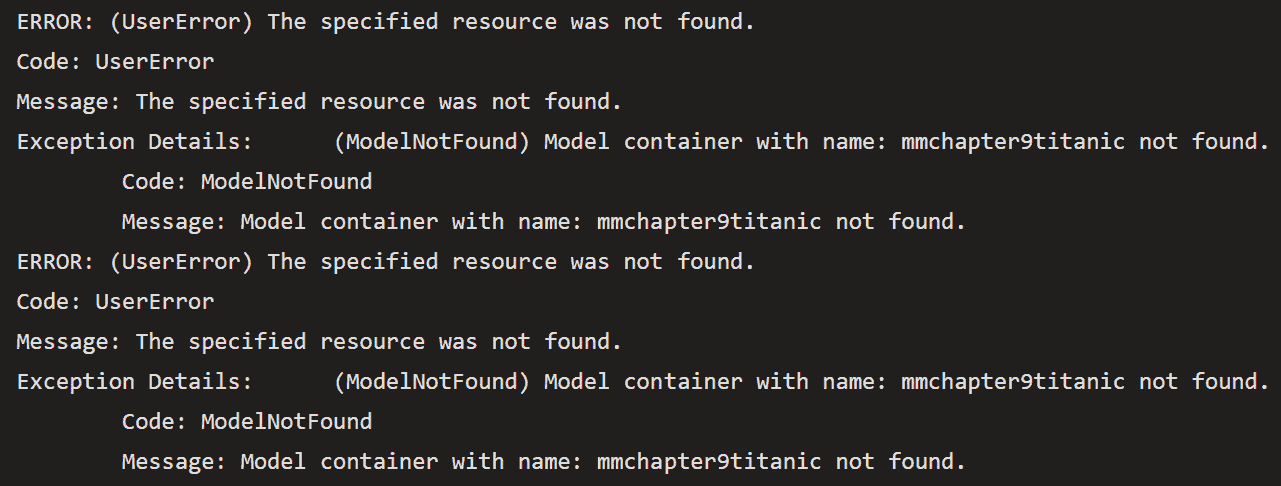 ERROR: (UserError) The specified resource was not found.
Code: UserError
Message: The specified resource was not found.
Exception Details:      (ModelNotFound) Model container with name: mmchapter9titanic not found.
        Code: ModelNotFound
        Message: Model container with name: mmchapter9titanic not found.
ERROR: (UserError) The specified resource was not found.
Code: UserError
Message: The specified resource was not found.
Exception Details:      (ModelNotFound) Model container with name: mmchapter9titanic not found.
        Code: ModelNotFound
        Message: Model container with name: mmchapter9titanic not found.